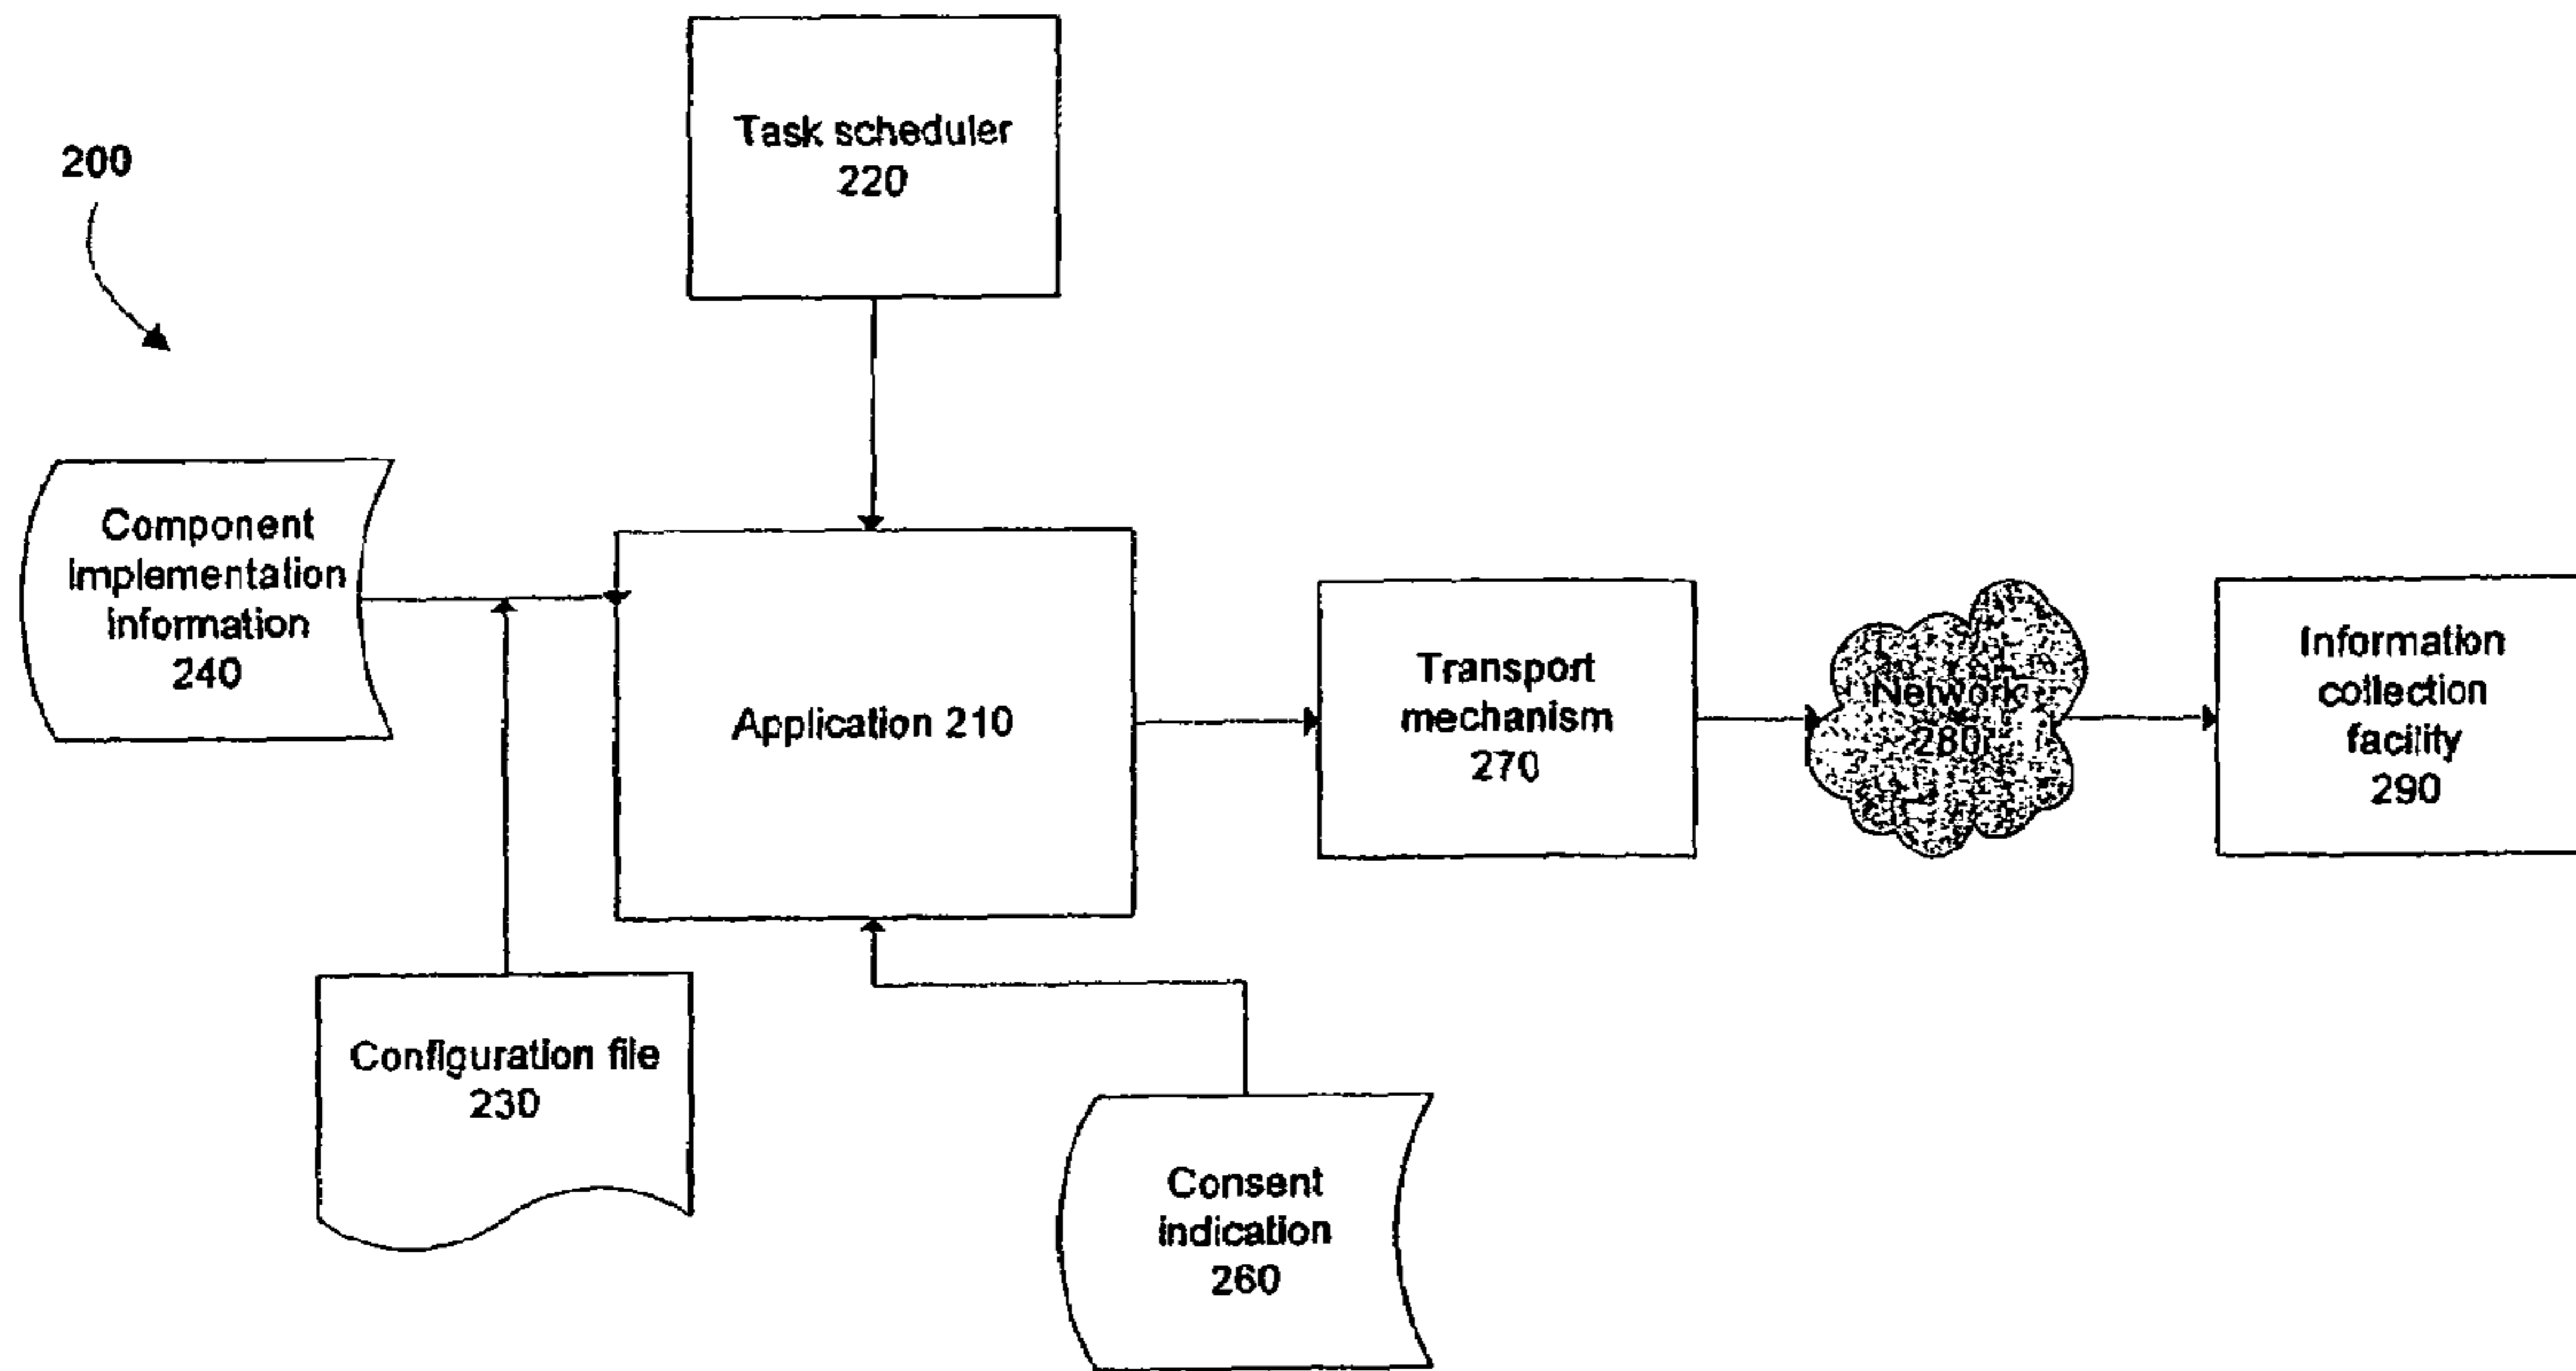 200
Task scheduler
220
Component
Implementation
Information
240
Application 210
Transport
mechanism
270
Network
280
Information
collection
facility
290
Configuration file
230
Consent
indication
260